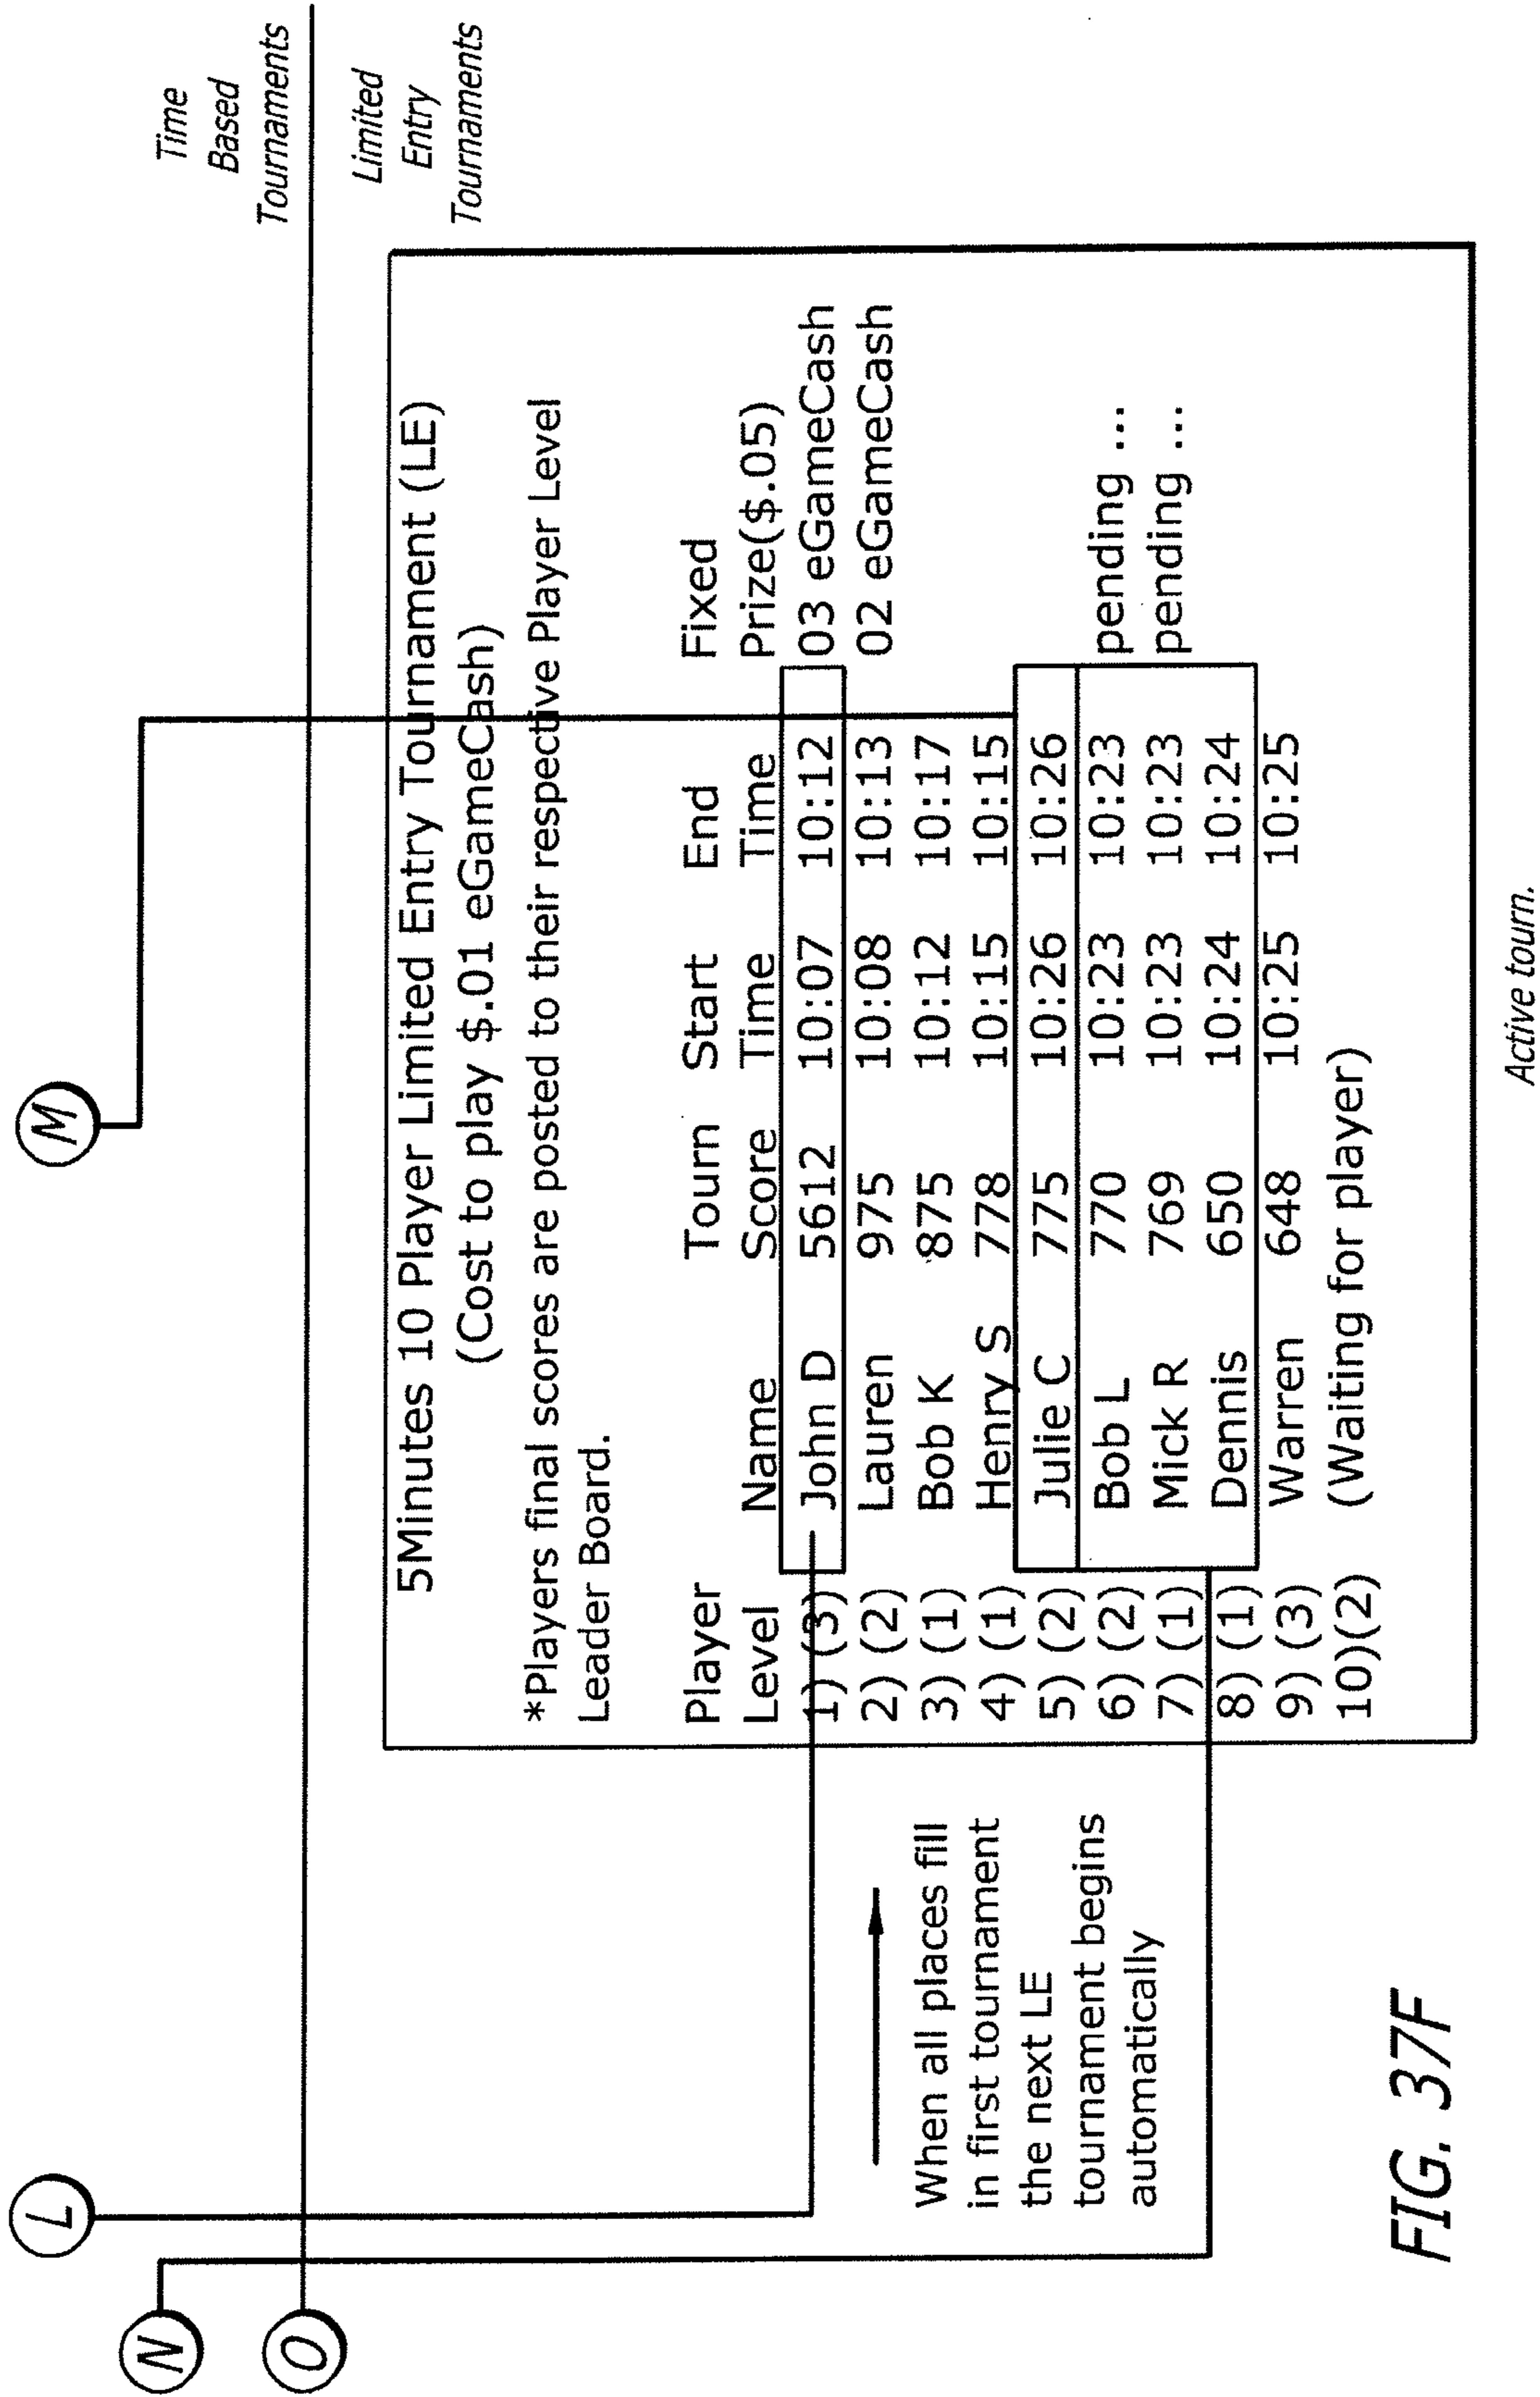 L
N
O
M
Time
Based
Tournaments
Limited
Entry
Tournaments
When all places fill
in first tournament
the next LE
tournament begins
automatically
5Minutes 10 Player Limited Entry Tournament (LE)
(Cost to play $.01 eGameCash)
*Players final scores are posted to their respective Player Level
Leader Board.
Player Tourn Start End Fixed
Level Name Score Time Time Prize($.05)
1) (3) John D 5612 10:07 10:12 03 eGameCash
2) (2) Lauren 975 10:08 10:13 02 eGameCash
3) (1) Bob K 875 10:12 10:17
4) (1) Henry S 778 10:15 10:15
5) (2) Julie C 775 10:26 10:26
6) (2) Bob L 770 10:23 10:23 pending ...
7) (1) Mick R 769 10:23 10:23 pending ...
8) (1) Dennis 650 10:24 10:24
9) (3) Warren 648 10:25 10:25
10)(2) (Waiting for player)
Active tourn.
FIG. 37F